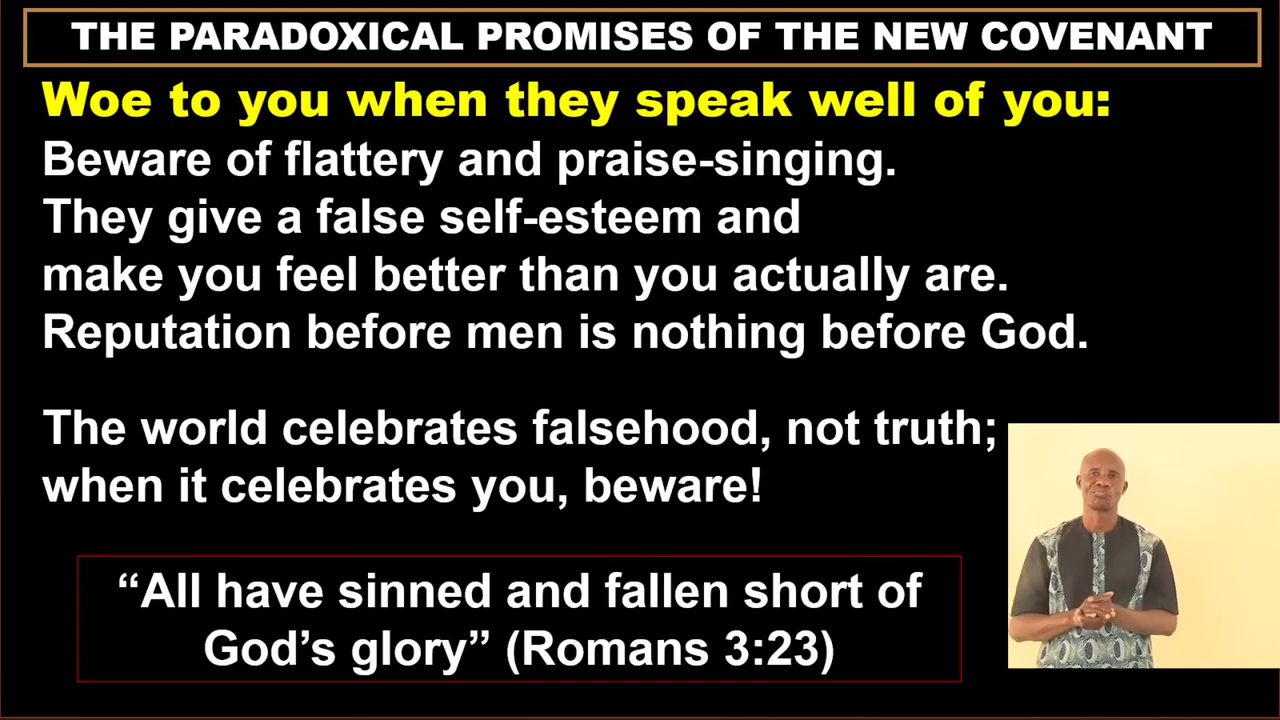 THE PARADOXICAL PROMISES OF THE NEW COVENANT
Woe to you when they speak well of you:
Beware of flattery and praise-singing.
They give a false self-esteem and
make you feel better than you actually are.
Reputation before men is nothing before God.
The world celebrates falsehood, not truth;
when it celebrates you, beware!
“All have sinned and fallen short of
God’s glory” (Romans 3:23)